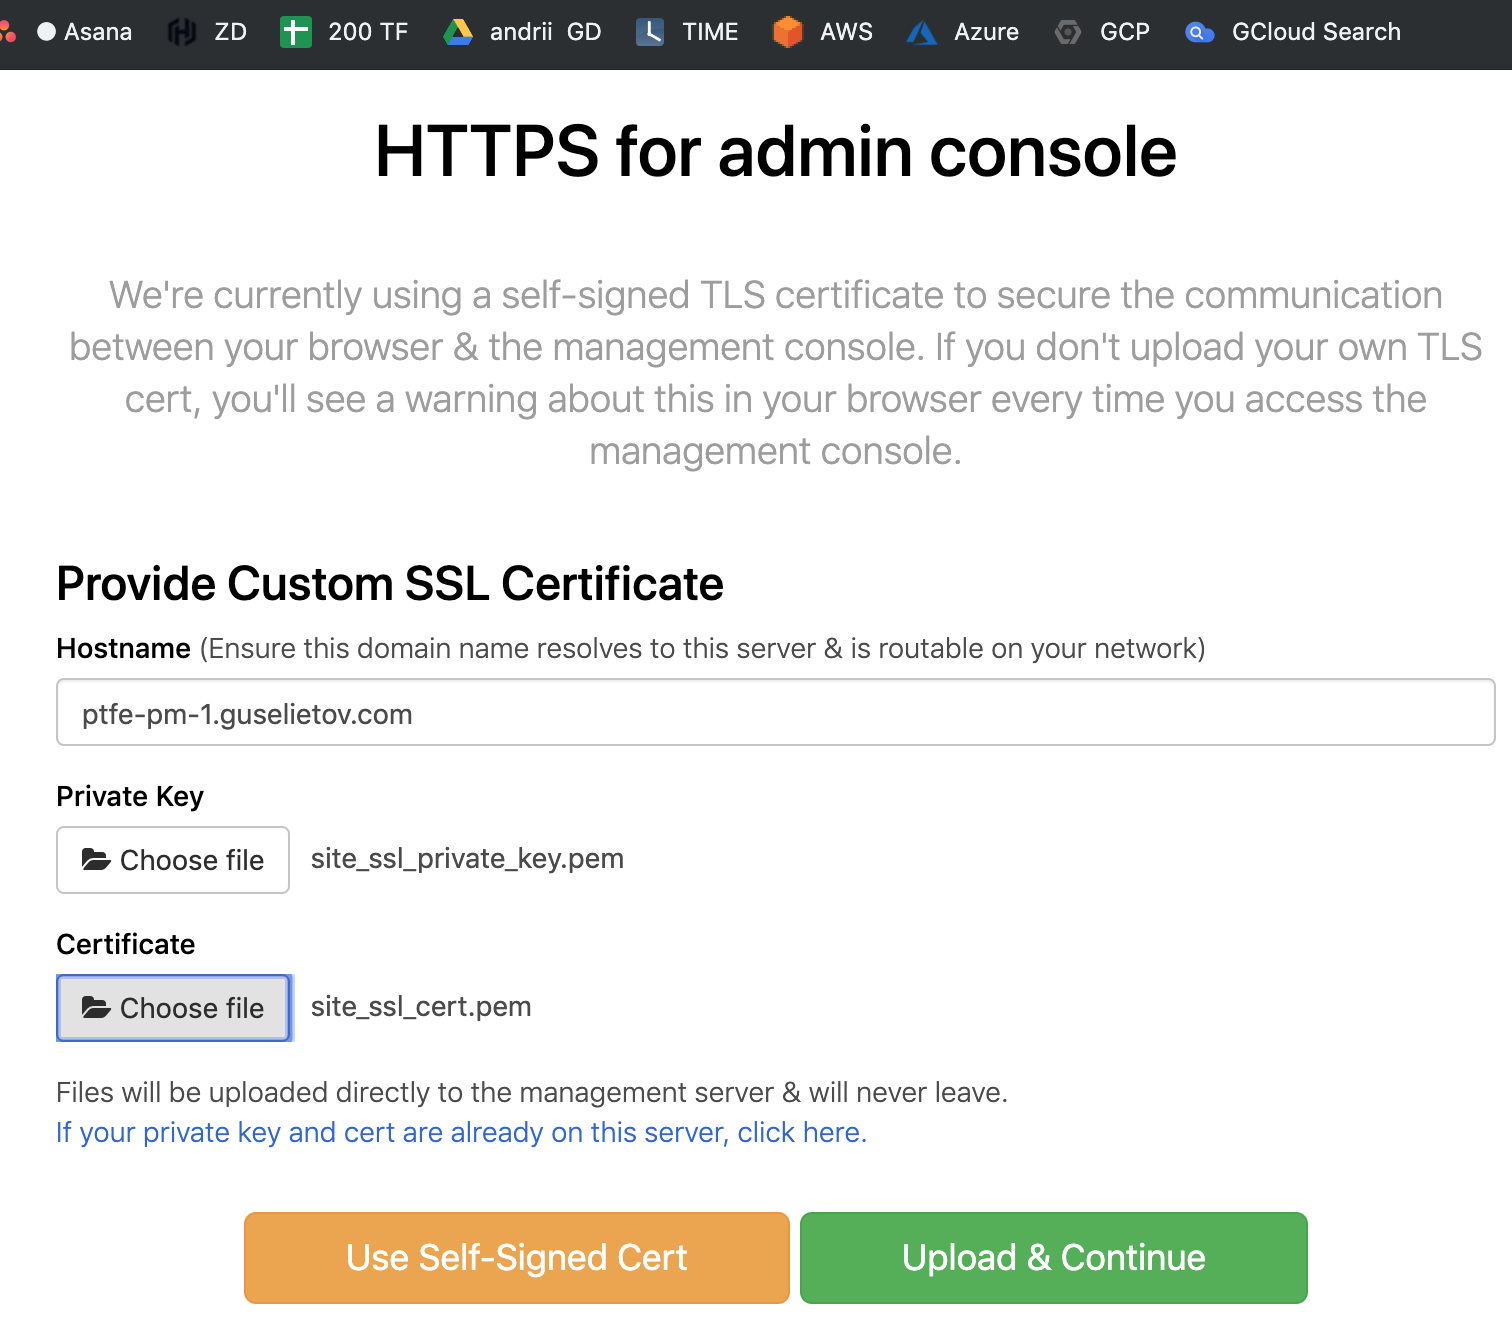 Asana ZD 200 TF andrii GD TIME AWS Azure GCP GCloud Search
HTTPS for admin console
We're currently using a self-signed TLS certificate to secure the communication
between your browser & the management console. If you don't upload your own TLS
cert, you'll see a warning about this in your browser every time you access the
management console.
Provide Custom SSL Certificate
Hostname (Ensure this domain name resolves to this server & is routable on your network)
ptfe-pm-1.guselietov.com
Private Key
Choose file site_ssl_private_key.pem
Certificate
Choose file site_ssl_cert.pem
Files will be uploaded directly to the management server & will never leave.
If your private key and cert are already on this server, click here.
Use Self-Signed Cert Upload & Continue